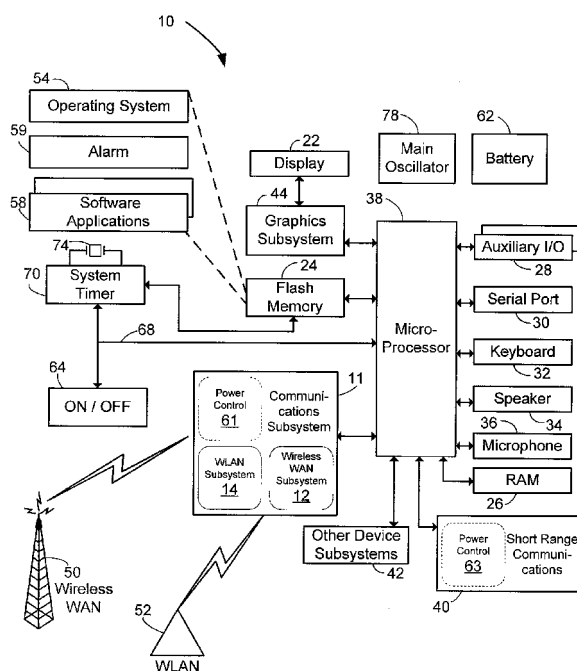 10
54
Operating System
59
Alarm
58
Software
Applications
74
70
System
Timer
68
64
ON / OFF
22
Display
44
Graphics
Subsystem
24
Flash
Memory
78
Main
Oscillator
62
Battery
38
Micro-
Processor
Auxiliary I/O
28
Serial Port
30
Keyboard
32
Speaker
34
36
Microphone
RAM
26
11
Power
Control
61
Communi-
cations
Subsystem
WLAN
Subsystem
14
Wireless
WAN
Subsystem
12
Other Device
Subsystems
42
Power
Control
63
Short Range
Communi-
cations
40
50
Wireless
WAN
52
WLAN